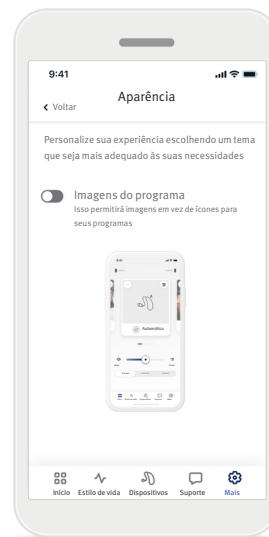 9:41
Voltar
Aparência
Personalize sua experiência escolhendo um tema
que seja mais adequado às suas necessidades
Imagens do programa
Isso permitirá imagens em vez de ícones para
seus programas
Automático
Início Estilo de vida Dispositivos Suporte Mais